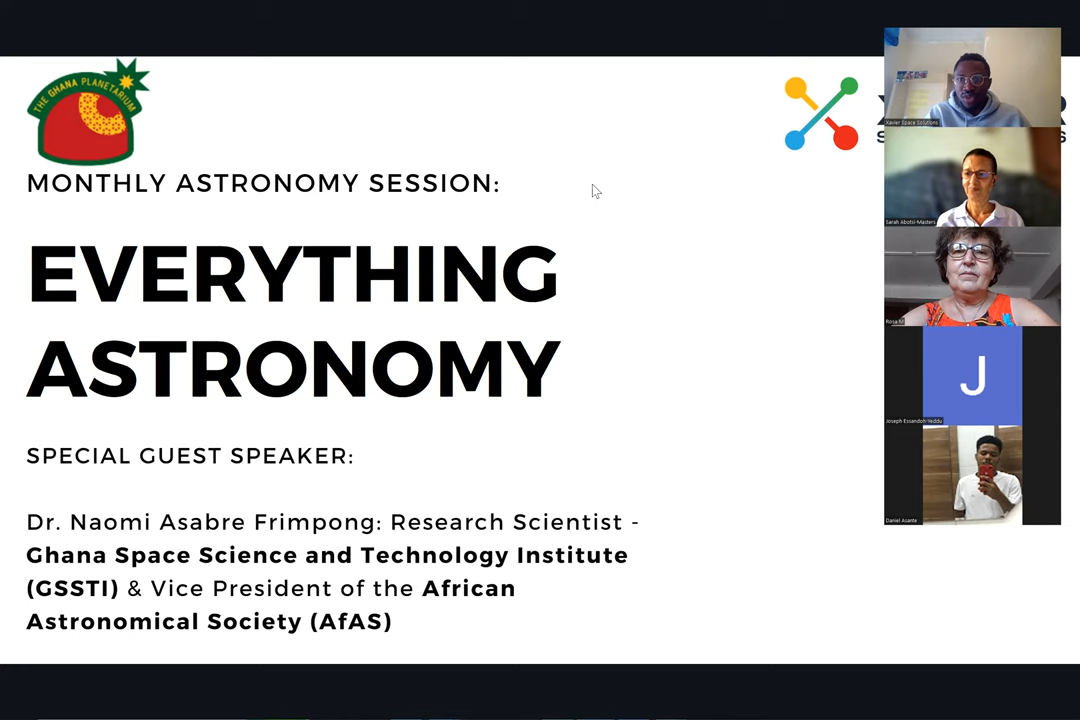 THE GHANA PLANETARIUM
MONTHLY ASTRONOMY SESSION:
EVERYTHING
ASTRONOMY
SPECIAL GUEST SPEAKER:
Dr. Naomi Asabre Frimpong: Research Scientist -
Ghana Space Science and Technology Institute
(GSSTI) & Vice President of the African
Astronomical Society (AfAS)
Xavier Space Solutions
Sarah Abotsi-Masters
Rosa M
J
Joseph Essandoh-Yeddu
Daniel Asante